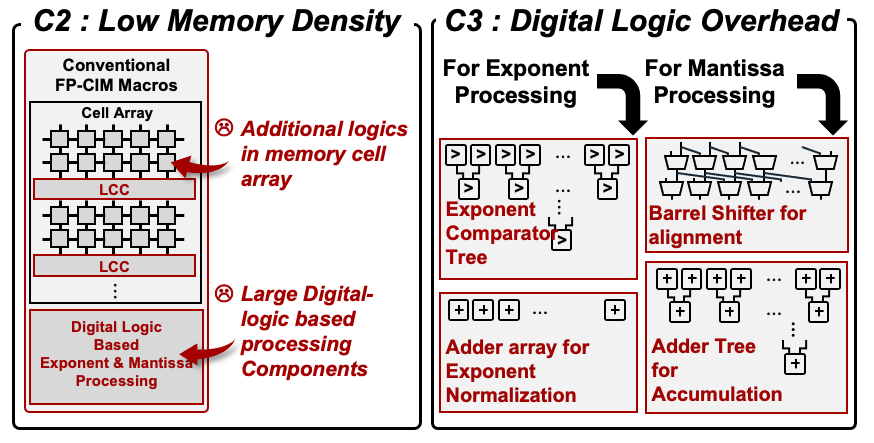 C2 : Low Memory Density
Conventional
FP-CIM Macros
Cell Array
LCC
LCC
⋮
Digital Logic
Based
Exponent & Mantissa
Processing
☹ Additional logics
in memory cell
array
☹ Large Digital-
logic based
processing
Components
C3 : Digital Logic Overhead
For Exponent
Processing
For Mantissa
Processing
> > > > ... > >
> > ... >
⋮
>
Exponent
Comparator
Tree
...
...
Barrel Shifter for
alignment
+ + + ... +
Adder array for
Exponent
Normalization
+ + + + ... + +
+ + ... +
⋮
+
Adder Tree
for
Accumulation